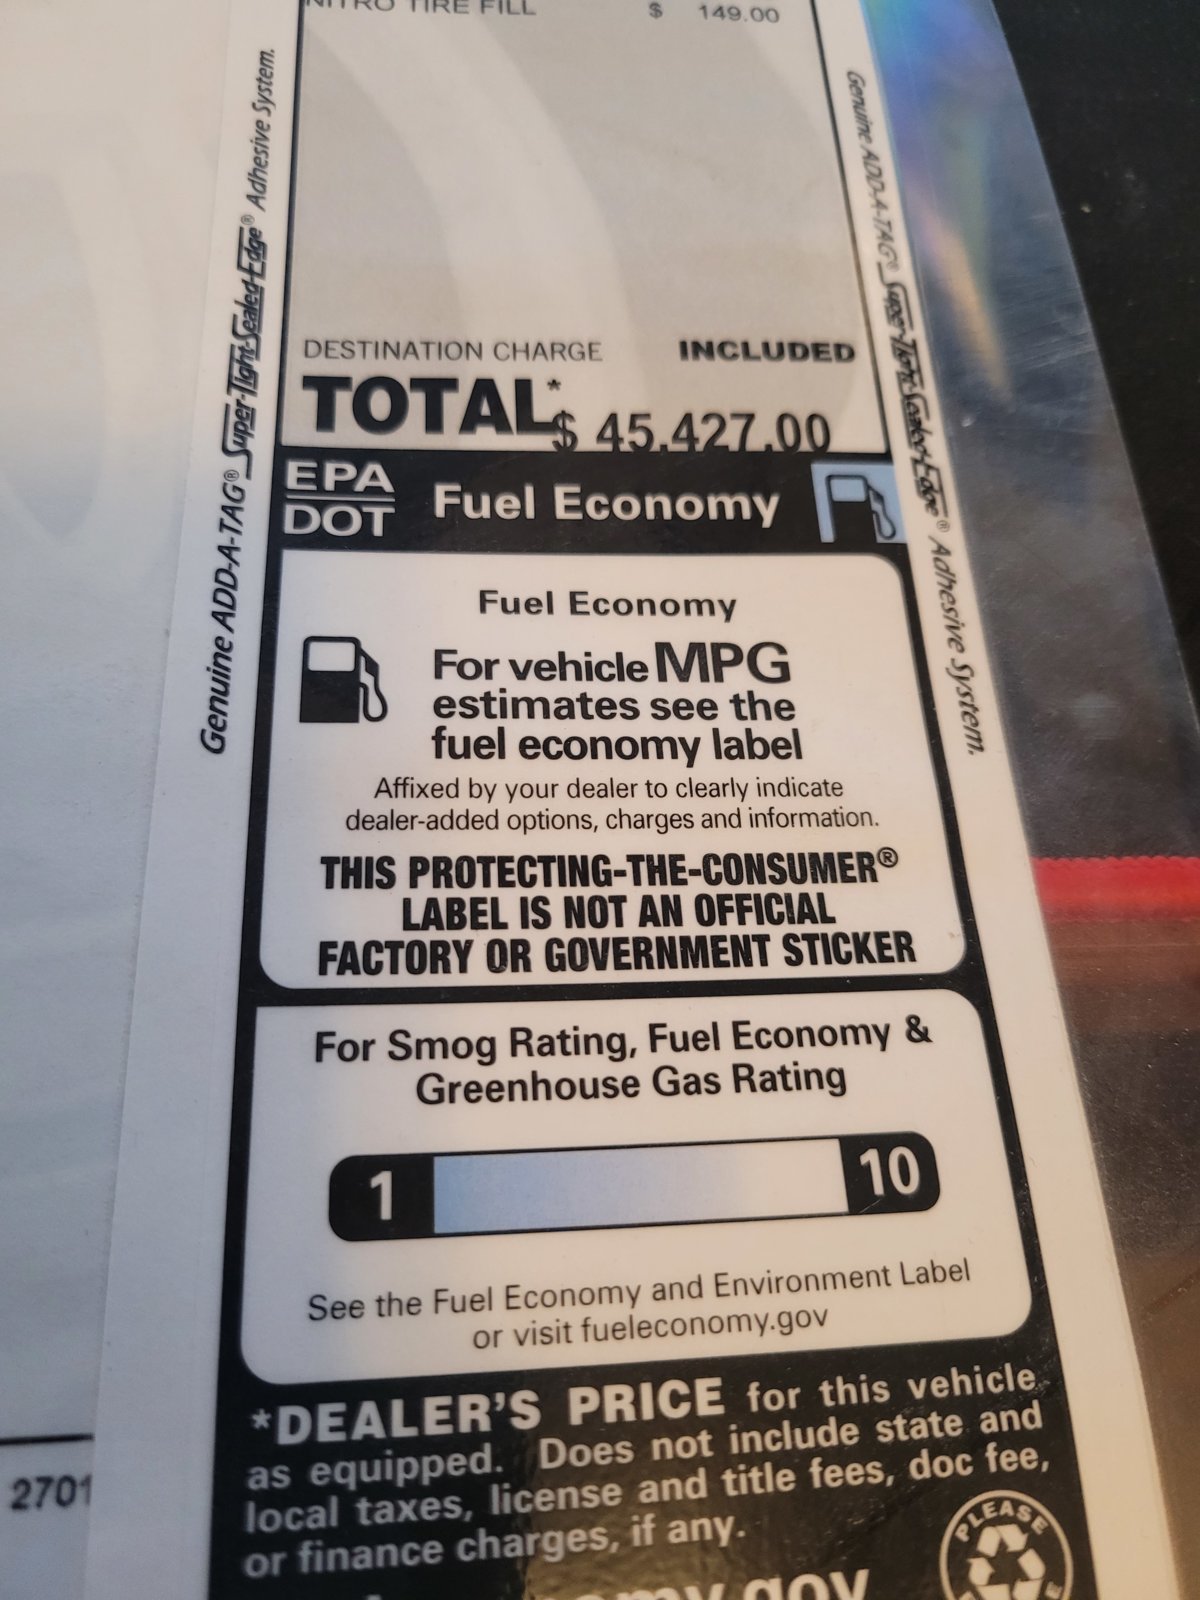 NITRO TIRE FILL $ 149.00
DESTINATION CHARGE INCLUDED
TOTAL* $ 45,427.00
EPA
DOT
Fuel Economy
Fuel Economy
For vehicle MPG
estimates see the
fuel economy label
Affixed by your dealer to clearly indicate
dealer-added options, charges and information.
THIS PROTECTING-THE-CONSUMER®
LABEL IS NOT AN OFFICIAL
FACTORY OR GOVERNMENT STICKER
For Smog Rating, Fuel Economy &
Greenhouse Gas Rating
1 10
See the Fuel Economy and Environment Label
or visit fueleconomy.gov
*DEALER'S PRICE for this vehicle
as equipped. Does not include state and
local taxes, license and title fees, doc fee,
or finance charges, if any.
PLEASE
Genuine ADD-A-TAG® Super-Tight-Sealed-Edge® Adhesive System.
Genuine ADD-A-TAG® Super-Tight-Sealed-Edge® Adhesive System.
2701